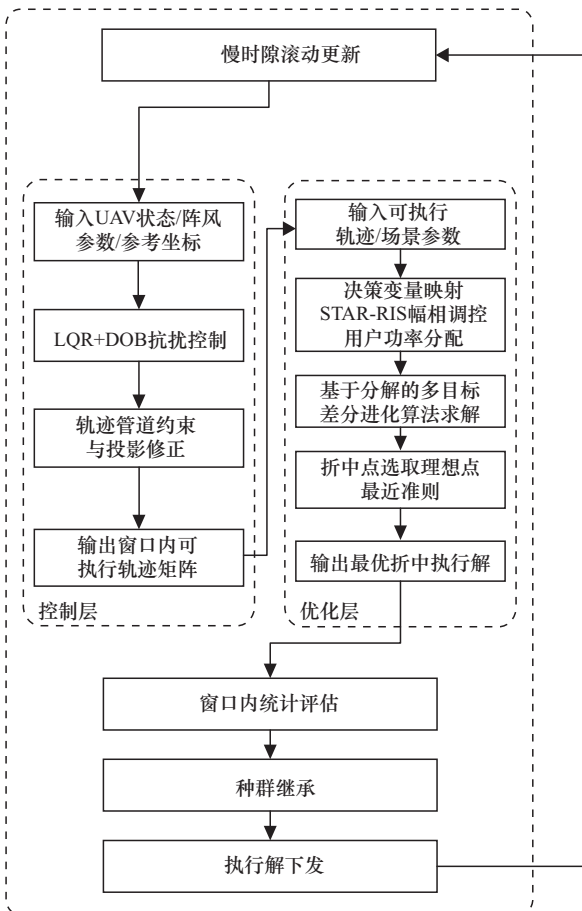 慢时隙滚动更新
输入UAV状态/阵风
参数/参考坐标
LQR+DOB抗扰控制
轨迹管道约束
与投影修正
输出窗口内可
执行轨迹矩阵
控制层
输入可执行
轨迹/场景参数
决策变量映射
STAR-RIS幅相调控
用户功率分配
基于分解的多目标
差分进化算法求解
折中点选取理想点
最近准则
输出最优折中执行解
优化层
窗口内统计评估
种群继承
执行解下发